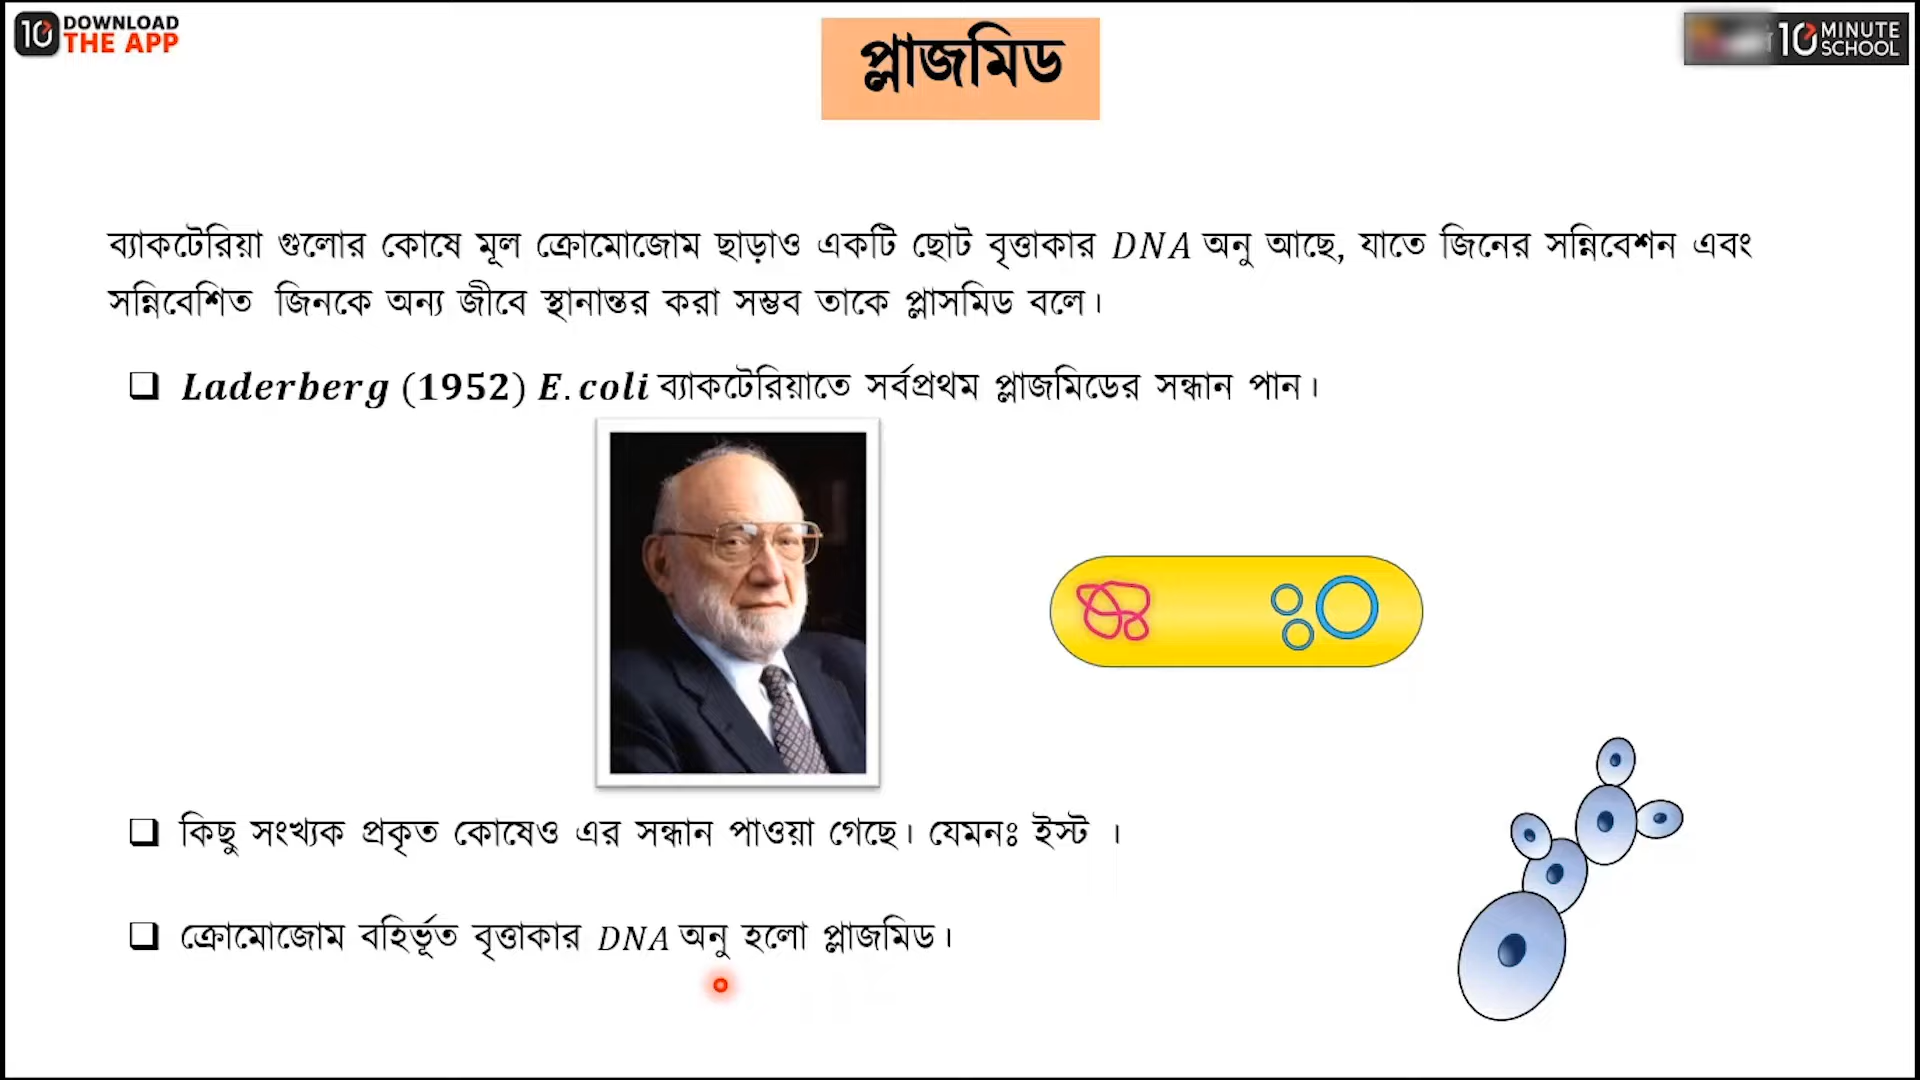 10 DOWNLOAD
THE APP
10 MINUTE
SCHOOL
প্লাজমিড
ব্যাকটেরিয়া গুলোর কোষে মূল ক্রোমোজোম ছাড়াও একটি ছোট বৃত্তাকার DNA অনু আছে, যাতে জিনের সন্নিবেশন এবং
সন্নিবেশিত জিনকে অন্য জীবে স্থানান্তর করা সম্ভব তাকে প্লাসমিড বলে।
❑ Laderberg (1952) E.coli ব্যাকটেরিয়াতে সর্বপ্রথম প্লাজমিডের সন্ধান পান।
❑ কিছু সংখ্যক প্রকৃত কোষেও এর সন্ধান পাওয়া গেছে। যেমনঃ ইস্ট ।
❑ ক্রোমোজোম বহির্ভূত বৃত্তাকার DNA অনু হলো প্লাজমিড।